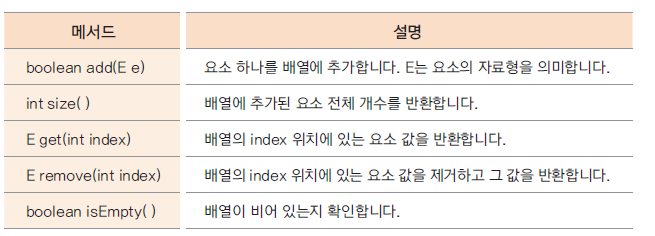 메서드 설명
boolean add(E e) 요소 하나를 배열에 추가합니다. E는 요소의 자료형을 의미합니다.
int size( ) 배열에 추가된 요소 전체 개수를 반환합니다.
E get(int index) 배열의 index 위치에 있는 요소 값을 반환합니다.
E remove(int index) 배열의 index 위치에 있는 요소 값을 제거하고 그 값을 반환합니다.
boolean isEmpty( ) 배열이 비어 있는지 확인합니다.